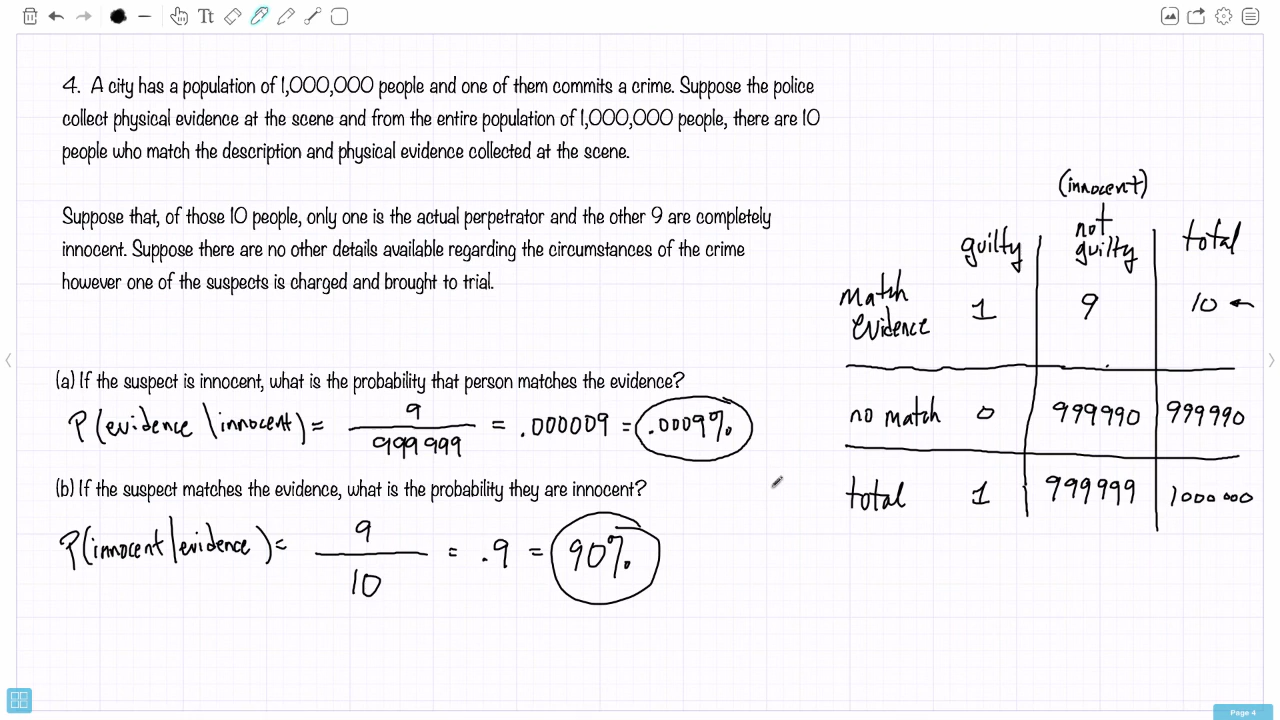 Tt
4. A city has a population of 1,000,000 people and one of them commits a crime. Suppose the police
collect physical evidence at the scene and from the entire population of 1,000,000 people, there are 10
people who match the description and physical evidence collected at the scene.
Suppose that, of those 10 people, only one is the actual perpetrator and the other 9 are completely
innocent. Suppose there are no other details available regarding the circumstances of the crime
however one of the suspects is charged and brought to trial.
(a) If the suspect is innocent, what is the probability that person matches the evidence?
P(evidence | innocent) = 9 / 999999 = .000009 = .0009%
(b) If the suspect matches the evidence, what is the probability they are innocent?
P(innocent | evidence) = 9 / 10 = .9 = 90%
(innocent)
guilty not guilty total
match evidence 1 9 10 ←
no match 0 999990 999990
total 1 999999 1000000
Page 4